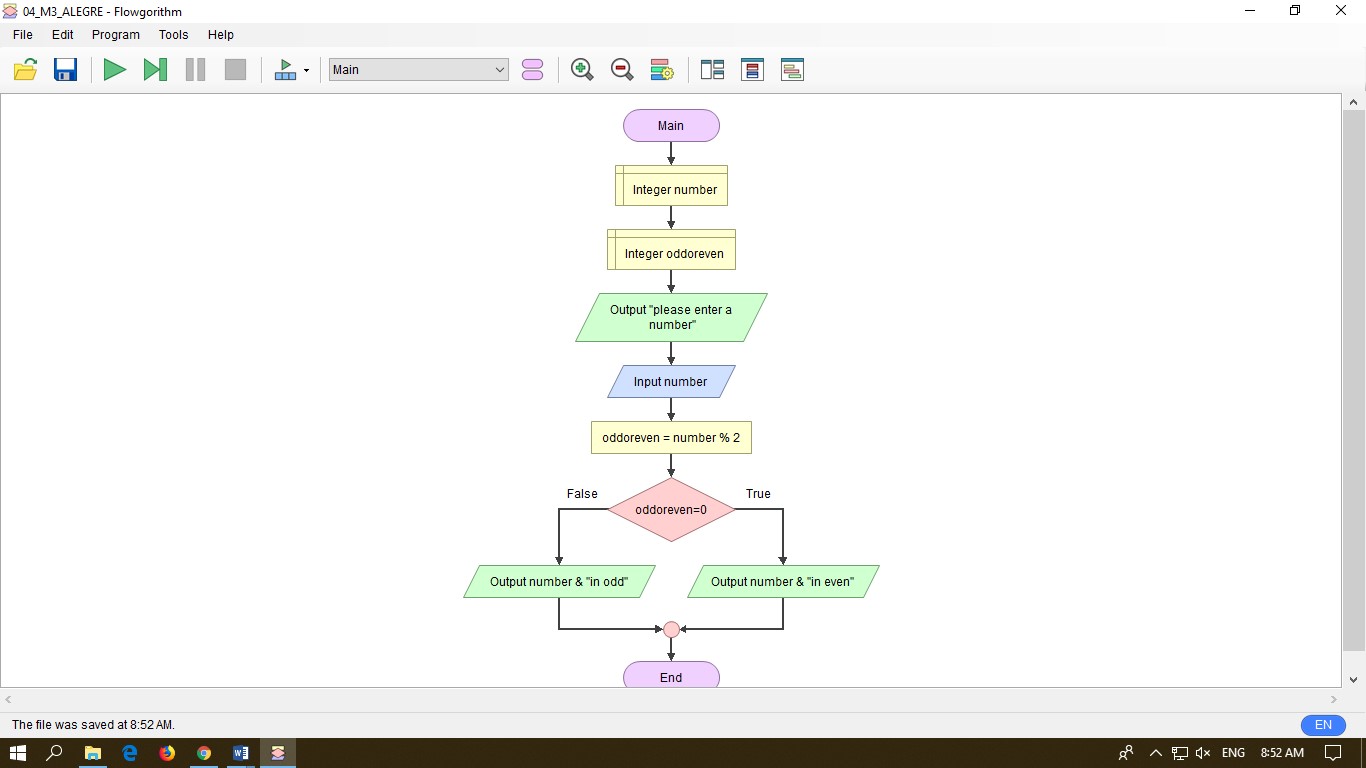 04_M3_ALEGRE - Flowgorithm
File Edit Program Tools Help
Main
Main
Integer number
Integer oddoreven
Output "please enter a
number"
Input number
oddoreven = number % 2
False
True
oddoreven=0
Output number & "in odd"
Output number & "in even"
End
The file was saved at 8:52 AM.
EN
ENG
8:52 AM